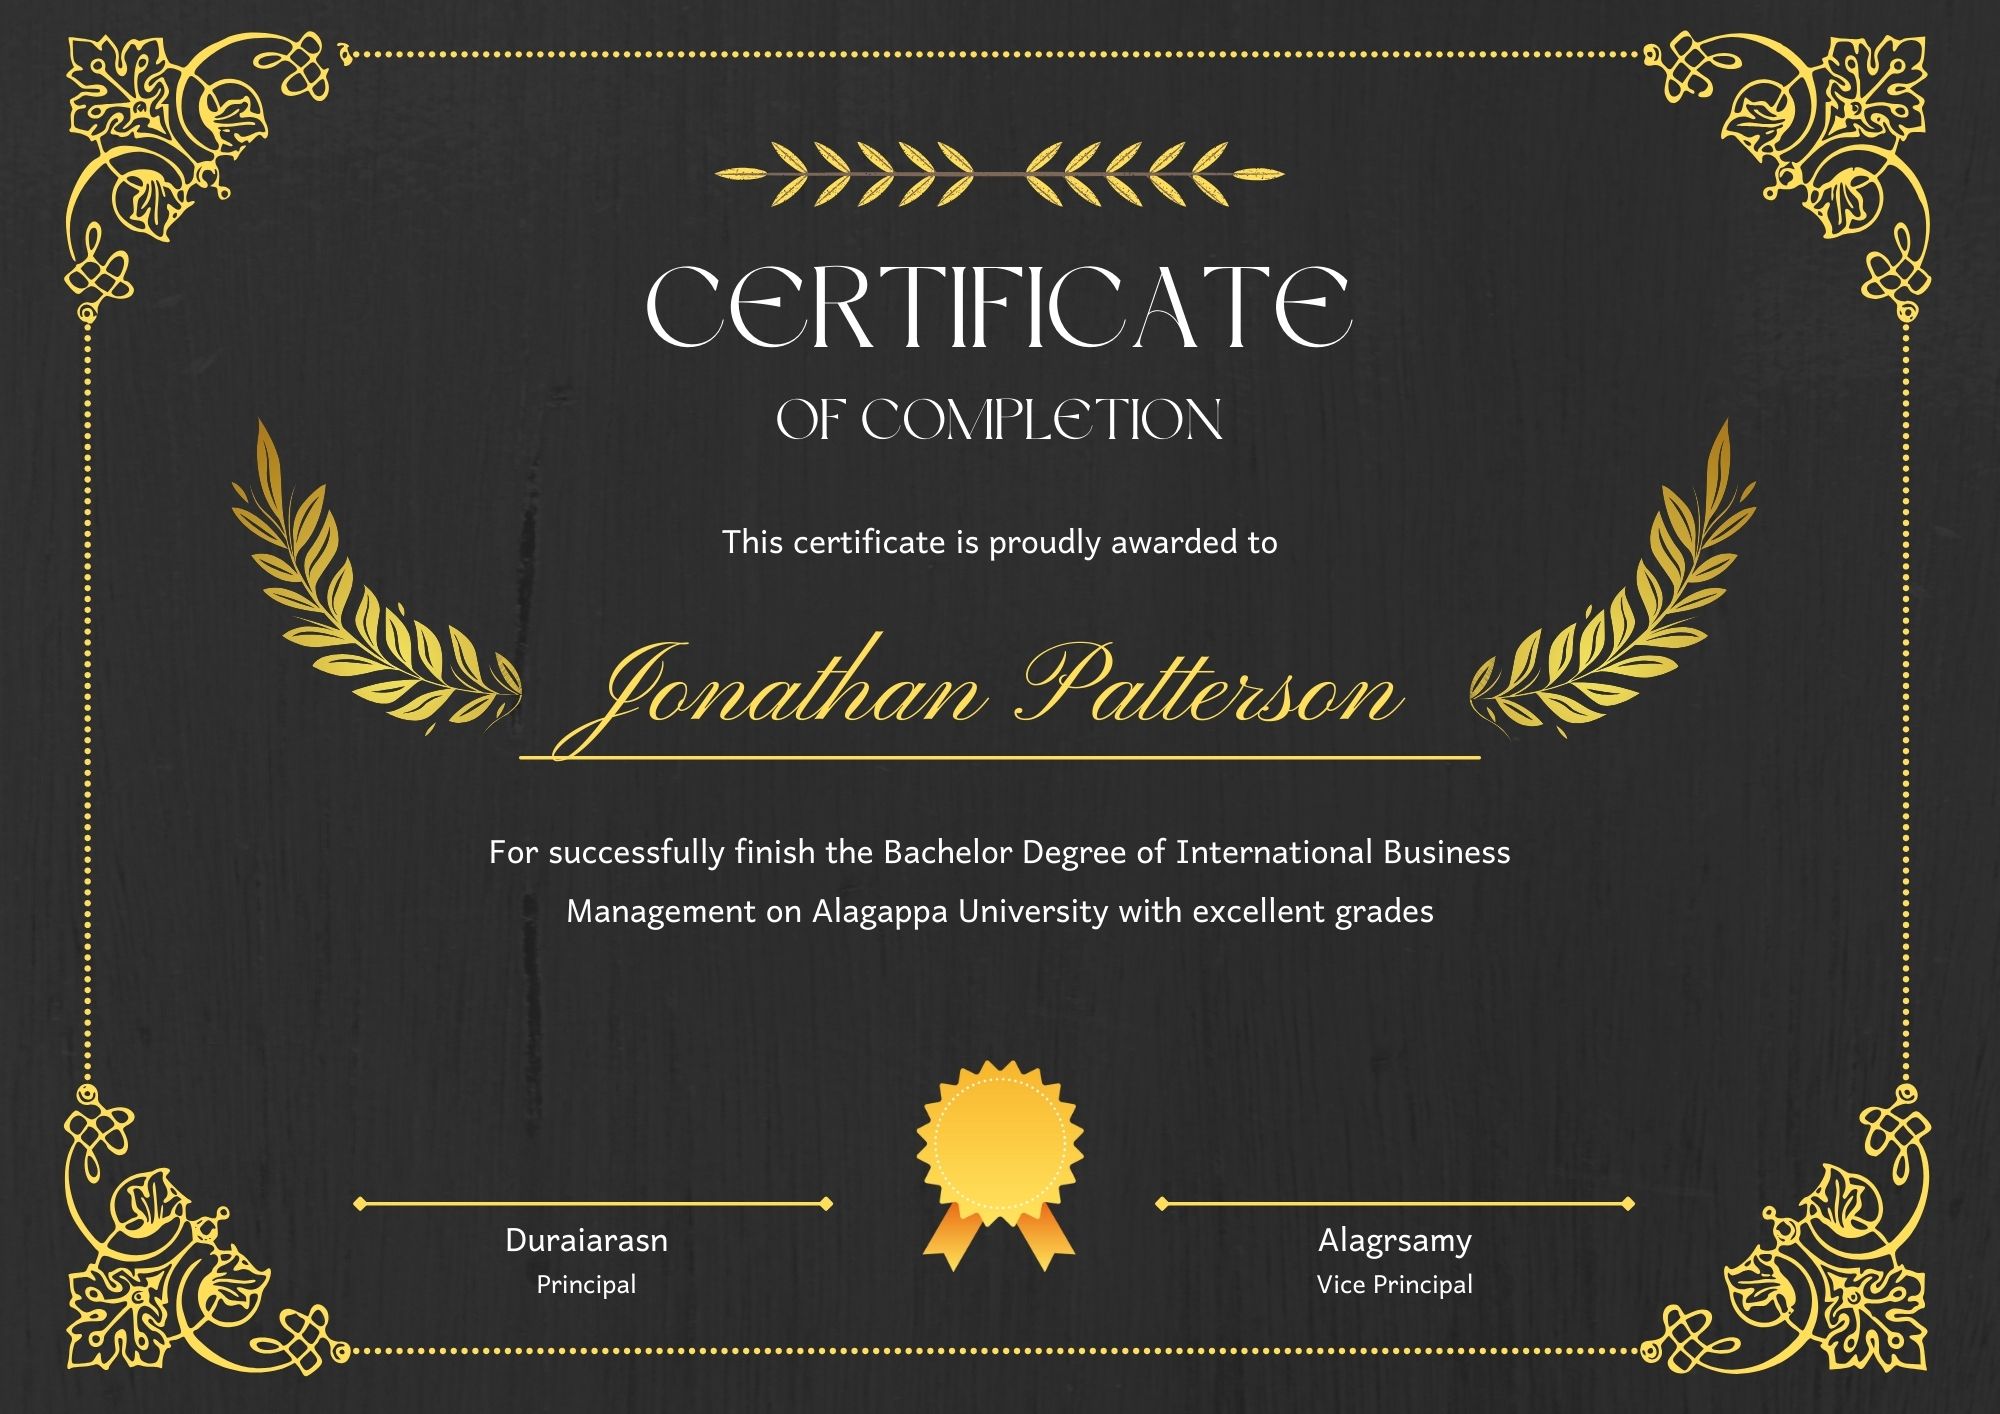 CERTIFICATE
OF COMPLETION
This certificate is proudly awarded to
Jonathan Patterson
For successfully finish the Bachelor Degree of International Business
Management on Alagappa University with excellent grades
Duraiarasn
Principal
Alagrsamy
Vice Principal